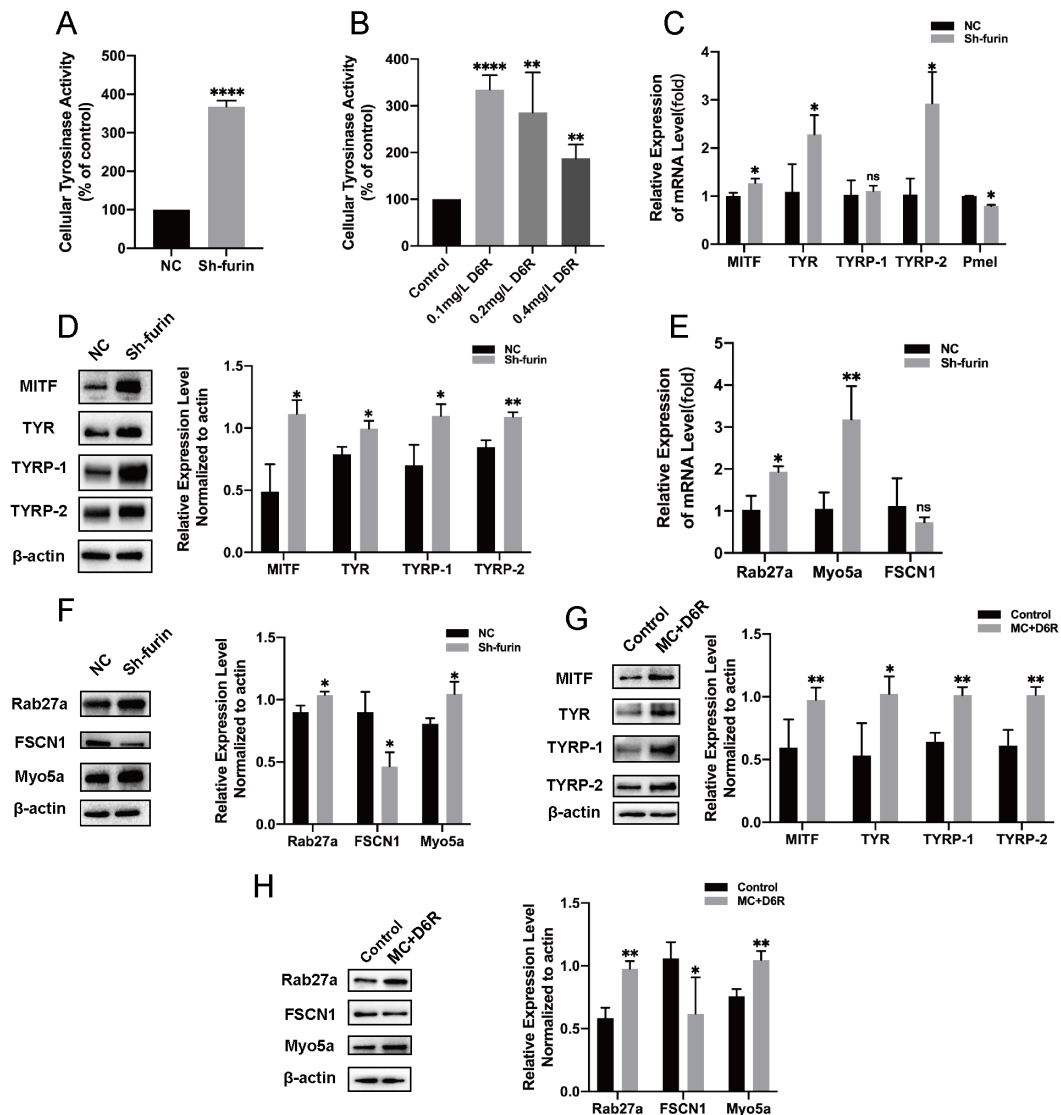 A
Cellular Tyrosinase Activity
(% of control)
500
400
300
200
100
0
****
NC
Sh-furin
B
Cellular Tyrosinase Activity
(% of control)
400
300
200
100
0
****
**
**
Control
0.1mg/L D6R
0.2mg/L D6R
0.4mg/L D6R
C
NC
Sh-furin
Relative Expression
of mRNA Level(fold)
4
3
2
1
0
*
*
ns
*
*
MITF
TYR
TYRP-1
TYRP-2
Pmel
D
NC
Sh-furin
MITF
TYR
TYRP-1
TYRP-2
β-actin
NC
Sh-furin
Relative Expression Level
Normalized to actin
1.5
1.0
0.5
0.0
*
*
*
**
MITF
TYR
TYRP-1
TYRP-2
E
NC
Sh-furin
Relative Expression
of mRNA Level(fold)
5
4
3
2
1
0
*
**
ns
Rab27a
Myo5a
FSCN1
F
NC
Sh-furin
Rab27a
FSCN1
Myo5a
β-actin
NC
Sh-furin
Relative Expression Level
Normalized to actin
1.5
1.0
0.5
0.0
*
*
*
Rab27a
FSCN1
Myo5a
G
Control
MC+D6R
MITF
TYR
TYRP-1
TYRP-2
β-actin
Control
MC+D6R
Relative Expression Level
Normalized to actin
1.5
1.0
0.5
0.0
**
*
**
**
MITF
TYR
TYRP-1
TYRP-2
H
Control
MC+D6R
Rab27a
FSCN1
Myo5a
β-actin
Control
MC+D6R
Relative Expression Level
Normalized to actin
1.5
1.0
0.5
0.0
**
*
**
Rab27a
FSCN1
Myo5a